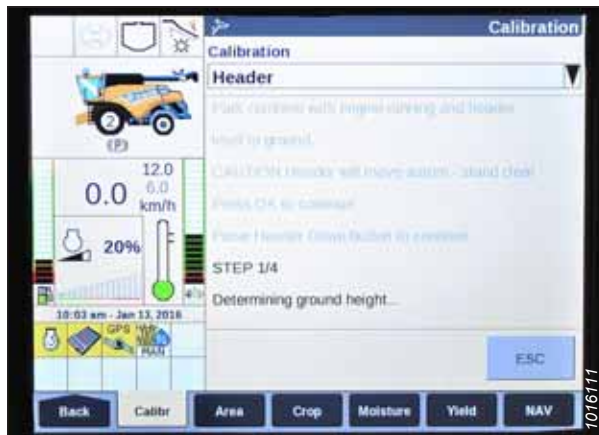 Calibration
Calibration
Header
Park combine with engine running and header
level to ground.
CAUTION Header will move autom - stand clear
Press OK to continue
Press Header Down Button to continue
STEP 1/4
Determining ground height...
ESC
2
(P)
12.0
0.0
6.0
km/h
20%
10:03 am - Jan 13, 2016
GPS
MAN
Back
Calibr
Area
Crop
Moisture
Yield
NAV
1016111